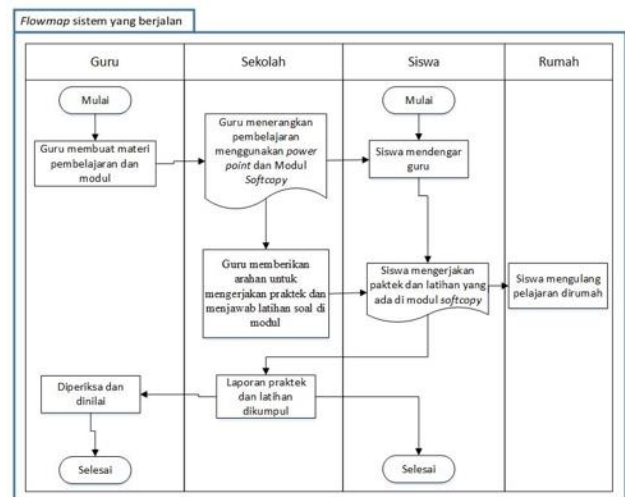 Flowmap sistem yang berjalan
Guru
Sekolah
Siswa
Rumah
Mulai
Guru membuat materi
pembelajaran dan
modul
Guru menerangkan
pembelajaran
menggunakan power
point dan Modul
Softcopy
Mulai
Siswa mendengar
guru
Guru memberikan
arahan untuk
mengerjakan praktek dan
menjawab latihan soal di
modul
Siswa mengerjakan
paktek dan latihan yang
ada di modul softcopy
Siswa mengulang
pelajaran dirumah
Diperiksa dan
dinilai
Laporan praktek
dan latihan
dikumpul
Selesai
Selesai